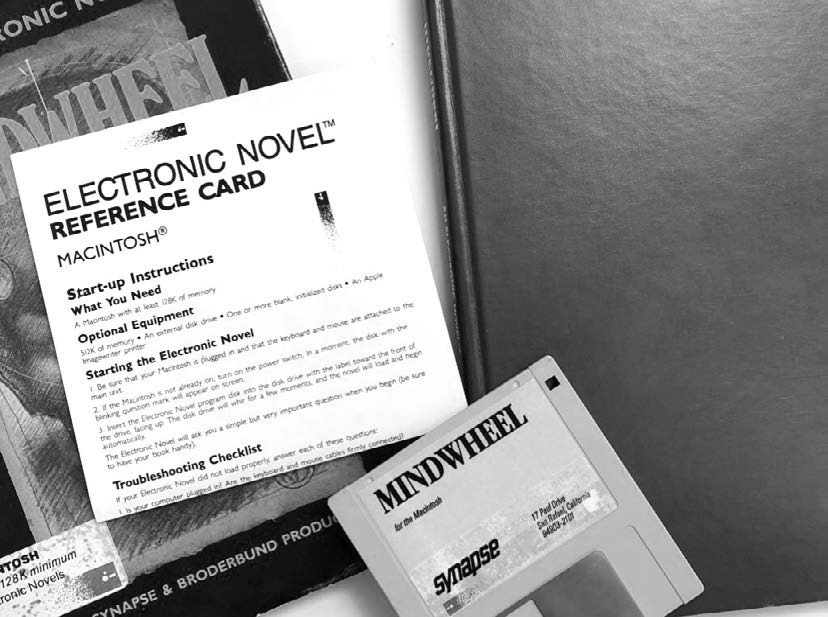 RONIC NO
DWHEEL
ELECTRONIC NOVEL™
REFERENCE CARD
MACINTOSH®
Start-up Instructions
What You Need
A Macintosh with at least 128K of memory
Optional Equipment
512K of memory • An external disk drive • One or more blank, initialized disks • An Apple
Imagewriter printer
Starting the Electronic Novel
1. Be sure that your Macintosh is plugged in and that the keyboard and mouse are attached to the
main unit.
2. If the Macintosh is not already on, turn on the power switch. In a moment, the disk with the
blinking question mark will appear on screen.
3. Insert the Electronic Novel program disk into the disk drive with the label toward the front of
the drive, facing up. The disk drive will whir for a few moments, and the novel will load and begin
automatically.
The Electronic Novel will ask you a simple but very important question when you begin (be sure
to have your book handy).
Troubleshooting Checklist
If your Electronic Novel did not load properly, answer each of these questions:
1. Is your computer plugged in? Are the keyboard and mouse cables firmly connected?
NTOSH
128K minimum
tronic Novels
SYNAPSE & BRODERBUND PRODU
MINDWHEEL
for the Macintosh
17 Paul Drive
San Rafael, California
94903-2101
synapse